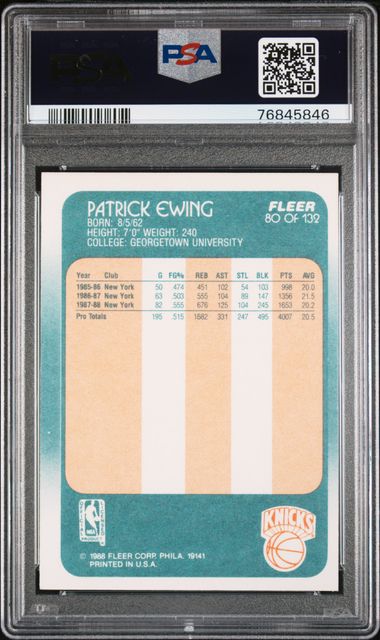 PSA
76845846
PATRICK EWING
FLEER
BORN: 8/5/62
80 OF 132
HEIGHT: 7'0" WEIGHT: 240
COLLEGE: GEORGETOWN UNIVERSITY
Year Club G FG% REB AST STL BLK PTS AVG
1985-86 New York 50 .474 451 102 54 103 998 20.0
1986-87 New York 63 .503 555 104 89 147 1356 21.5
1987-88 New York 82 .555 676 125 104 245 1653 20.2
Pro Totals 195 .515 1682 331 247 495 4007 20.5
OFFICIAL
LICENSED
NBA
PRODUCT
KNICKS
© 1988 FLEER CORP. PHILA. 19141
PRINTED IN U.S.A.